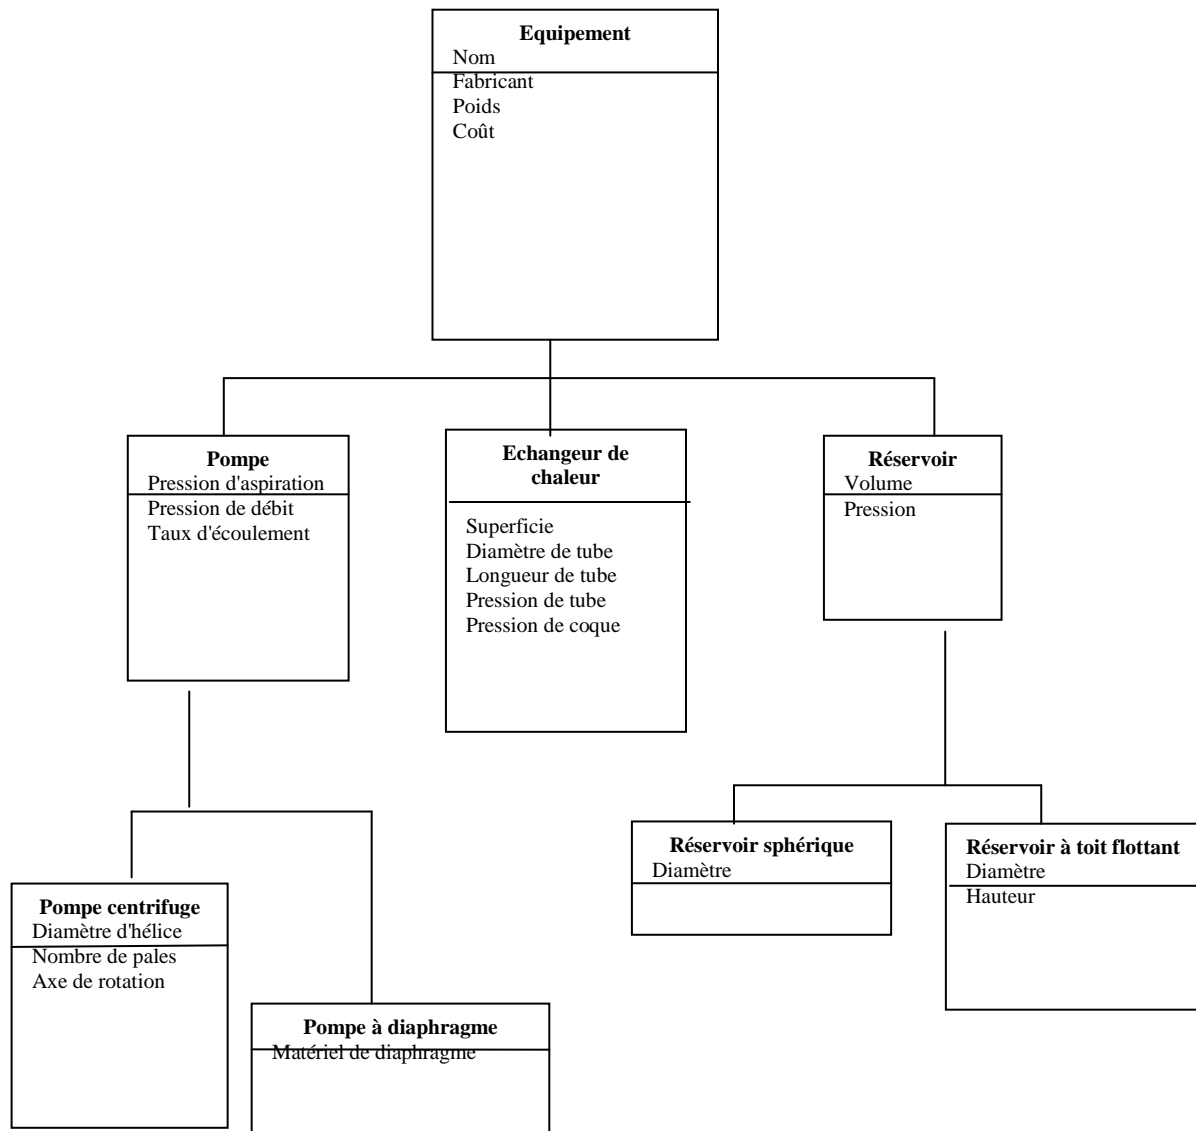 Equipement
Nom
Fabricant
Poids
Coût
Pompe
Pression d'aspiration
Pression de débit
Taux d'écoulement
Echangeur de
chaleur
Superficie
Diamètre de tube
Longueur de tube
Pression de tube
Pression de coque
Réservoir
Volume
Pression
Réservoir sphérique
Diamètre
Réservoir à toit flottant
Diamètre
Hauteur
Pompe centrifuge
Diamètre d'hélice
Nombre de pales
Axe de rotation
Pompe à diaphragme
Matériel de diaphragme